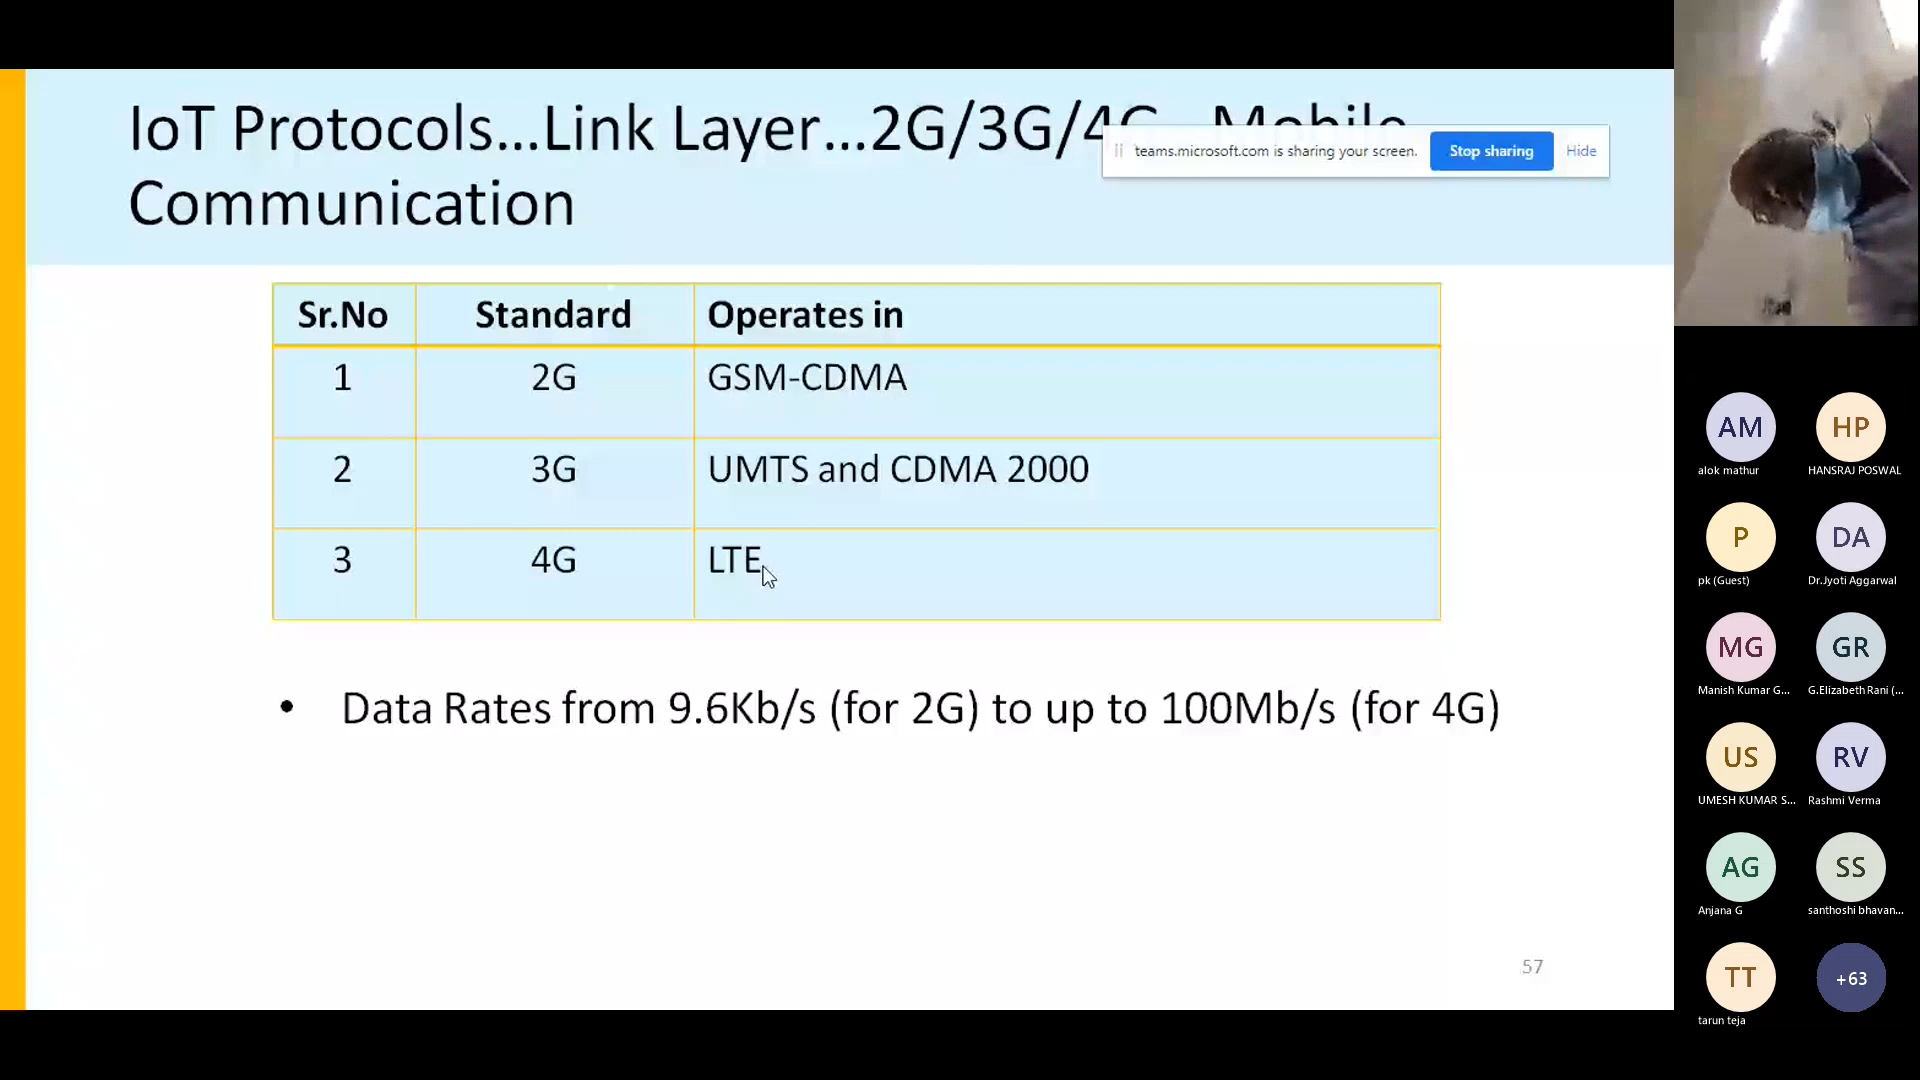 IoT Protocols...Link Layer...2G/3G/4G Mobile
Communication
teams.microsoft.com is sharing your screen. Stop sharing Hide
Sr.No Standard Operates in
1 2G GSM-CDMA
2 3G UMTS and CDMA 2000
3 4G LTE
• Data Rates from 9.6Kb/s (for 2G) to up to 100Mb/s (for 4G)
57
AM HP
alok mathur HANSRAJ POSWAL
P DA
pk (Guest) Dr.Jyoti Aggarwal
MG GR
Manish Kumar G... G.Elizabeth Rani (...
US RV
UMESH KUMAR S... Rashmi Verma
AG SS
Anjana G santhoshi bhavan...
TT +63
tarun teja